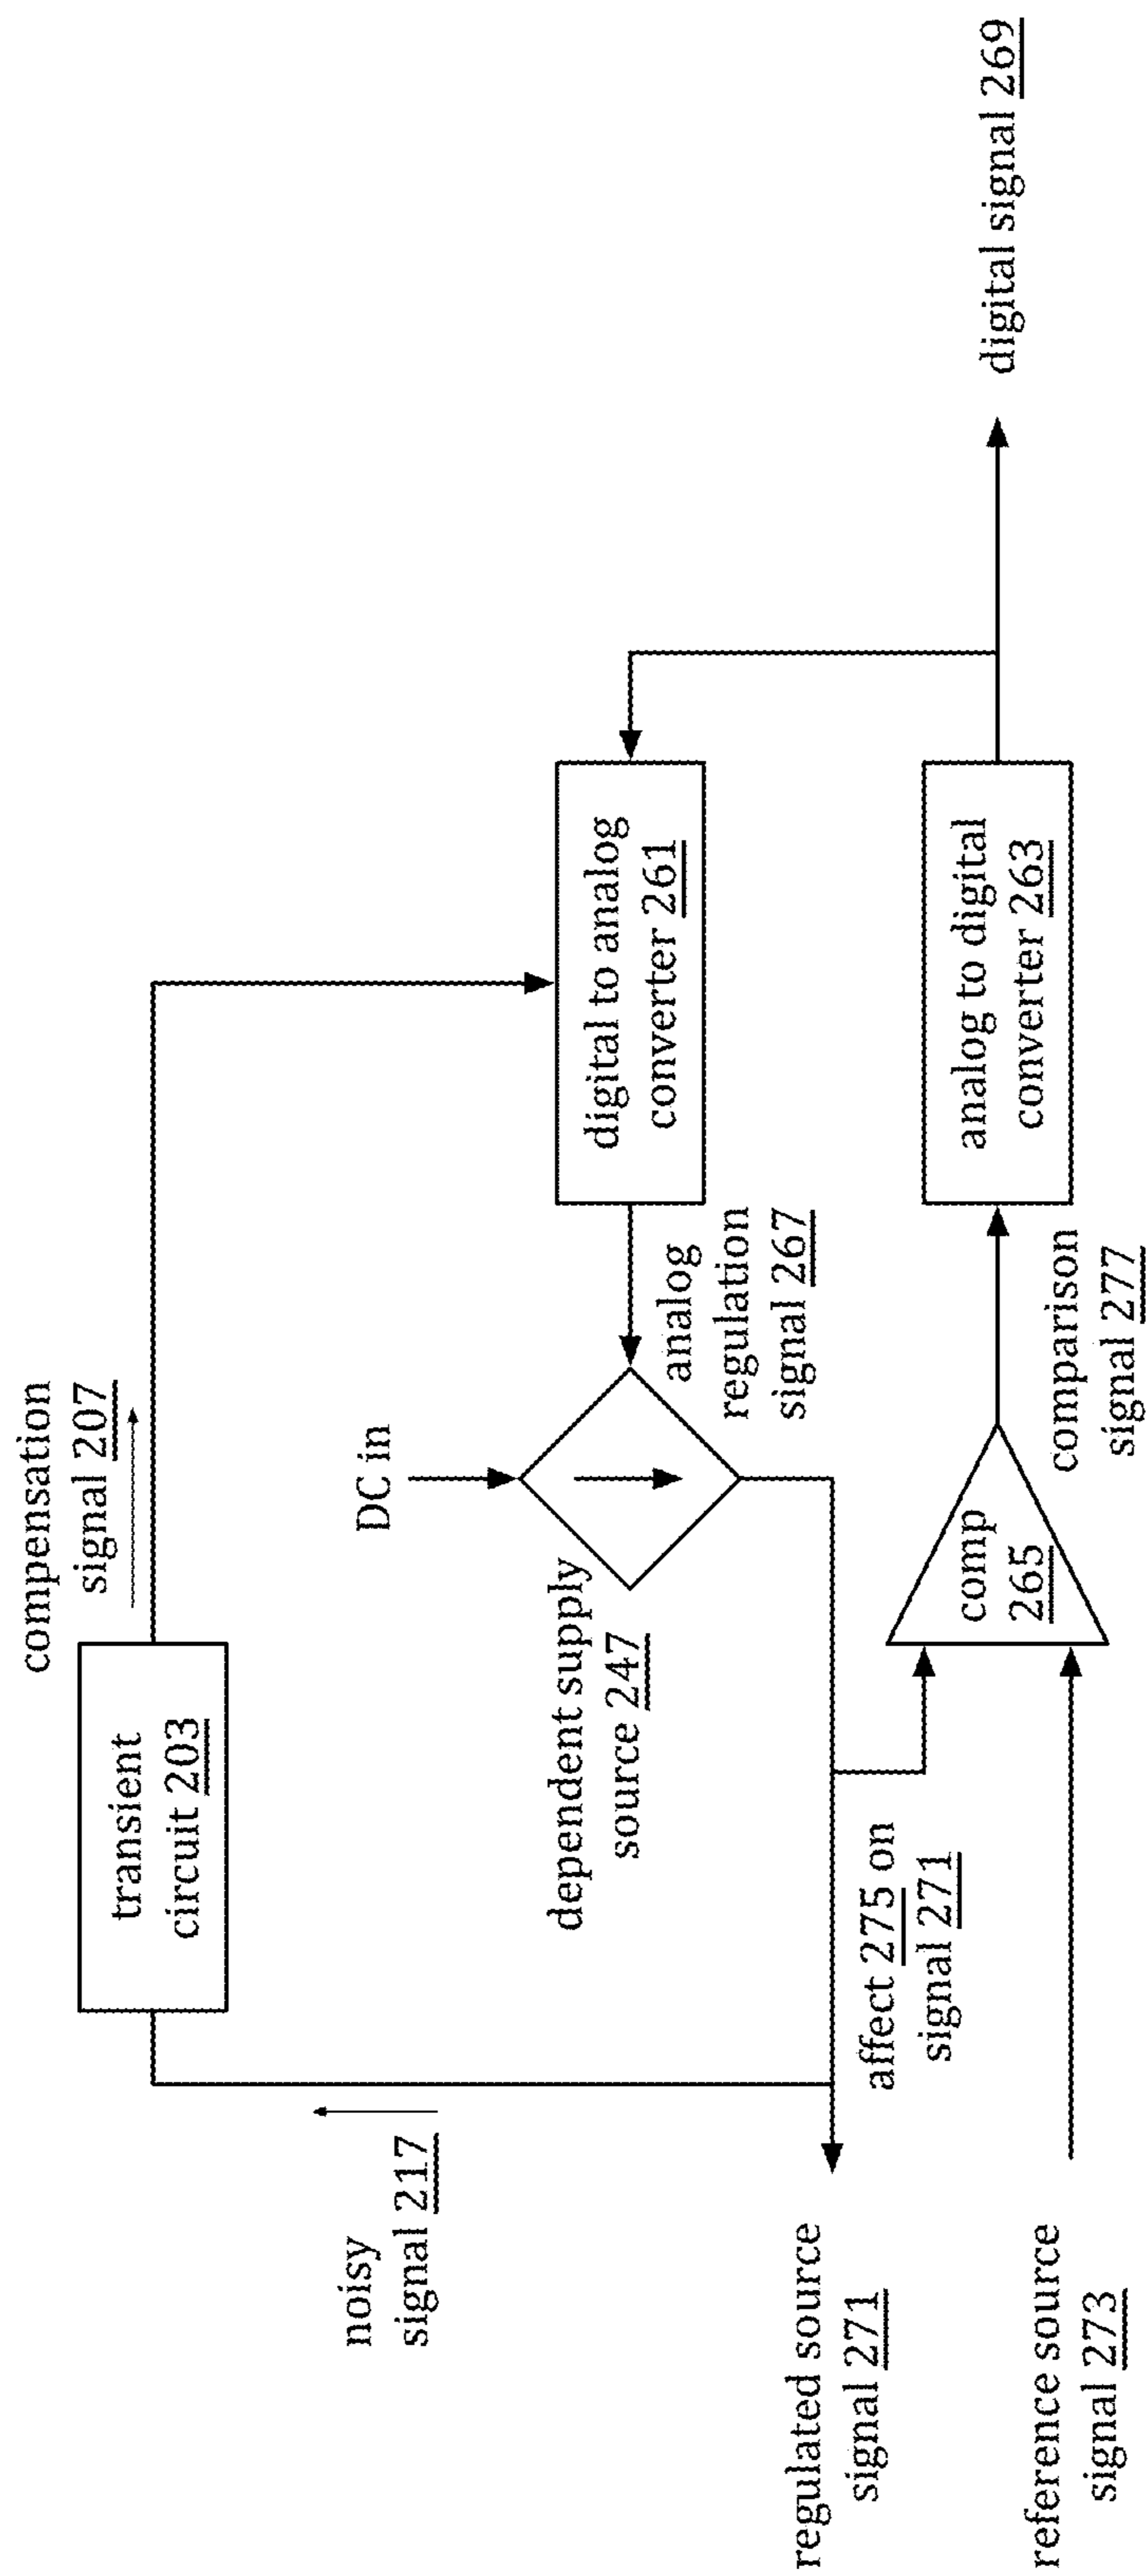 compensation
signal 207
transient
circuit 203
noisy
signal 217
DC in
dependent supply
source 247
digital to analog
converter 261
analog
regulation
signal 267
regulated source
signal 271
affect 275 on
signal 271
comp
265
analog to digital
converter 263
digital signal 269
reference source
signal 273
comparison
signal 277